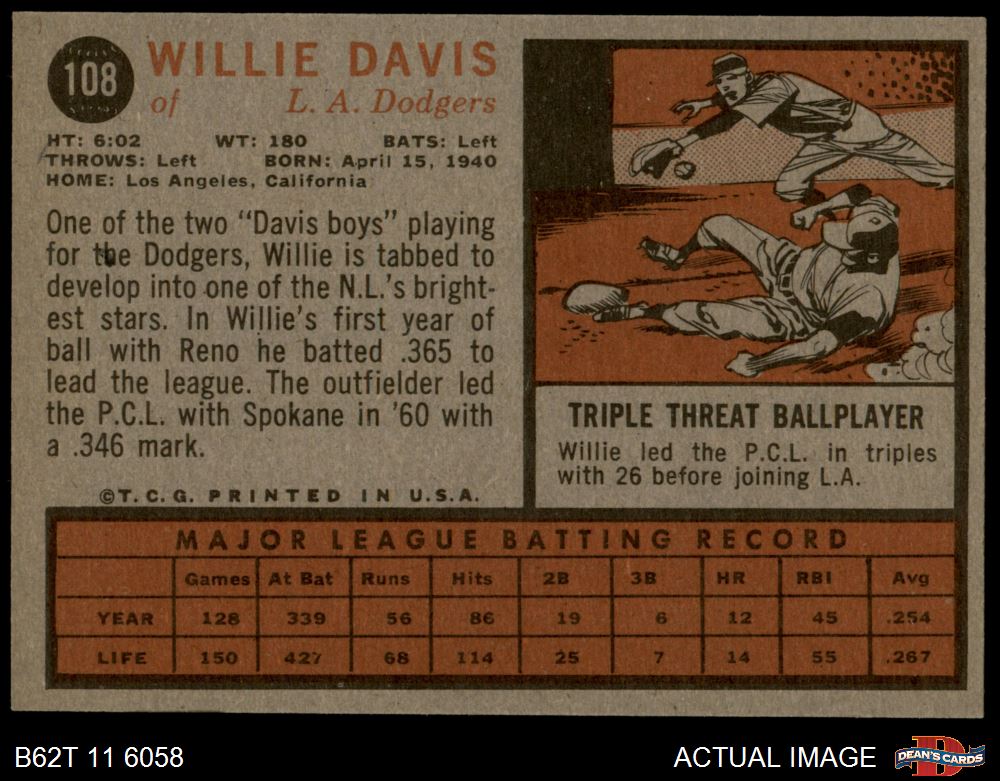 108
WILLIE DAVIS
of L. A. Dodgers
HT: 6:02 WT: 180 BATS: Left
THROWS: Left BORN: April 15, 1940
HOME: Los Angeles, California
One of the two “Davis boys” playing
for the Dodgers, Willie is tabbed to
develop into one of the N.L.’s bright-
est stars. In Willie’s first year of
ball with Reno he batted .365 to
lead the league. The outfielder led
the P.C.L. with Spokane in ’60 with
a .346 mark.
©T. C. G. PRINTED IN U.S.A.
TRIPLE THREAT BALLPLAYER
Willie led the P.C.L. in triples
with 26 before joining L.A.
MAJOR LEAGUE BATTING RECORD
Games At Bat Runs Hits 2B 3B HR RBI Avg
YEAR 128 339 56 86 19 6 12 45 .254
LIFE 150 427 68 114 25 7 14 55 .267
B62T 11 6058
ACTUAL IMAGE
D
DEAN'S CARDS